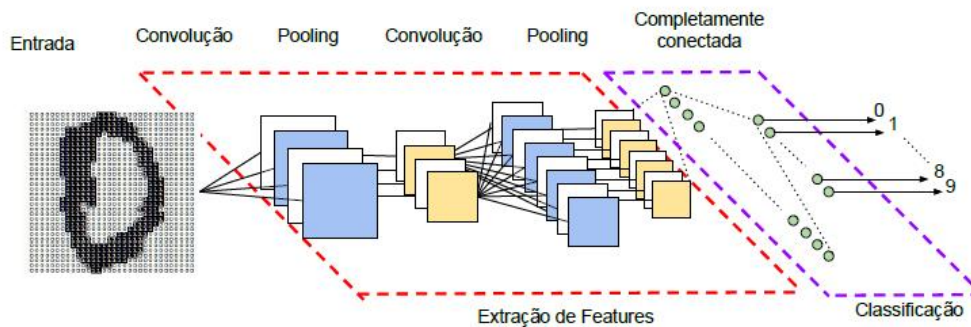 Entrada
Convolução
Pooling
Convolução
Pooling
Completamente
conectada
0
1
8
9
Extração de Features
Classificação